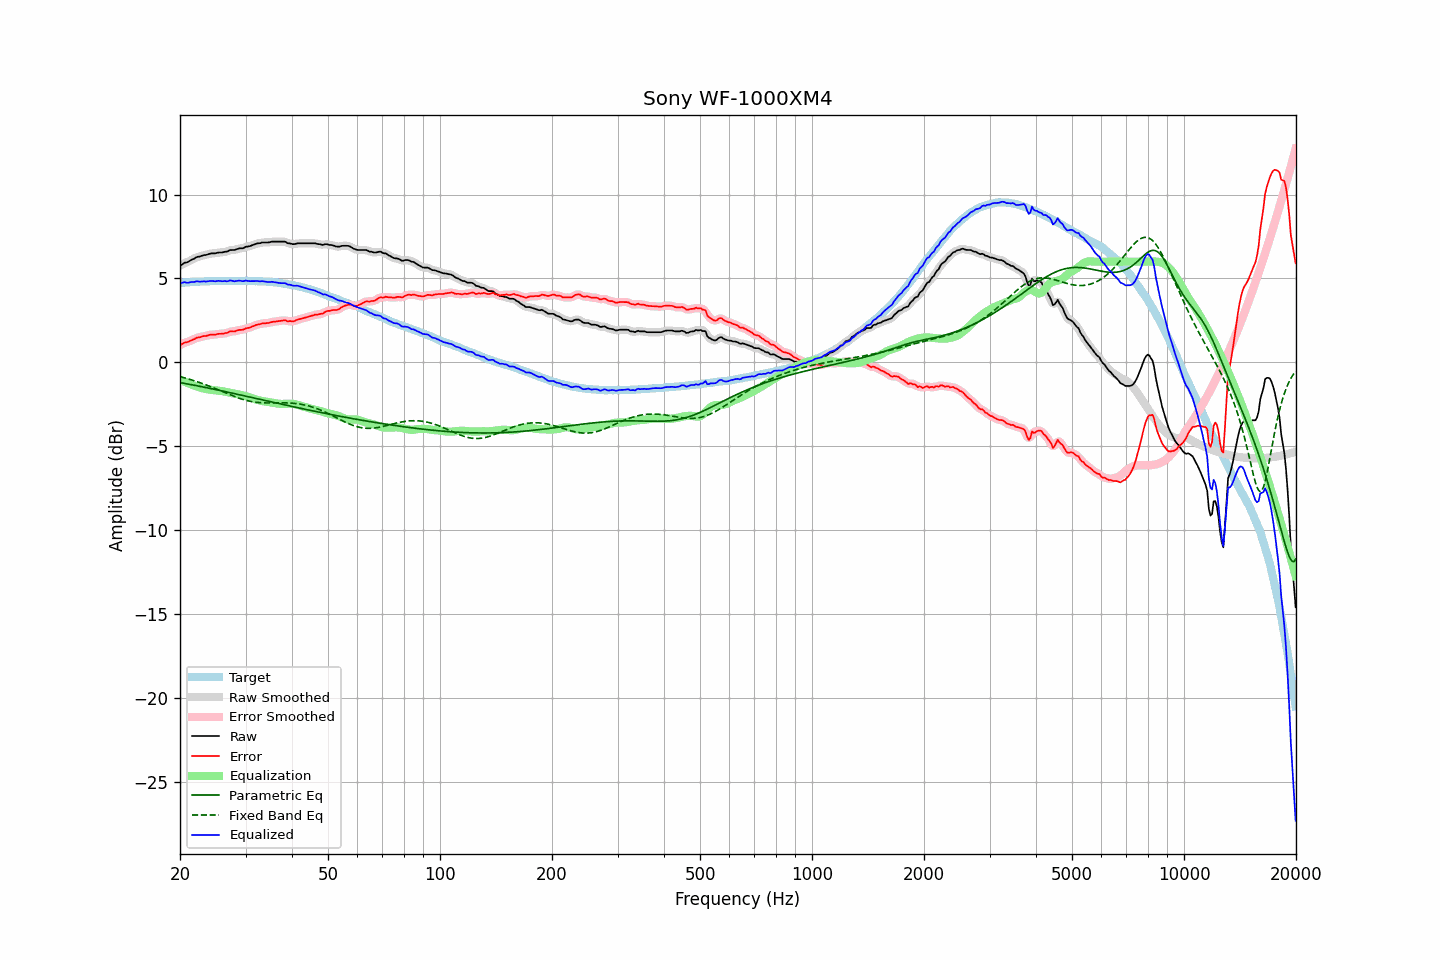 Sony WF-1000XM4
Amplitude (dBr)
10
5
0
−5
−10
−15
−20
−25
Target
Raw Smoothed
Error Smoothed
Raw
Error
Equalization
Parametric Eq
Fixed Band Eq
Equalized
20 50 100 200 500 1000 2000 5000 10000 20000
Frequency (Hz)